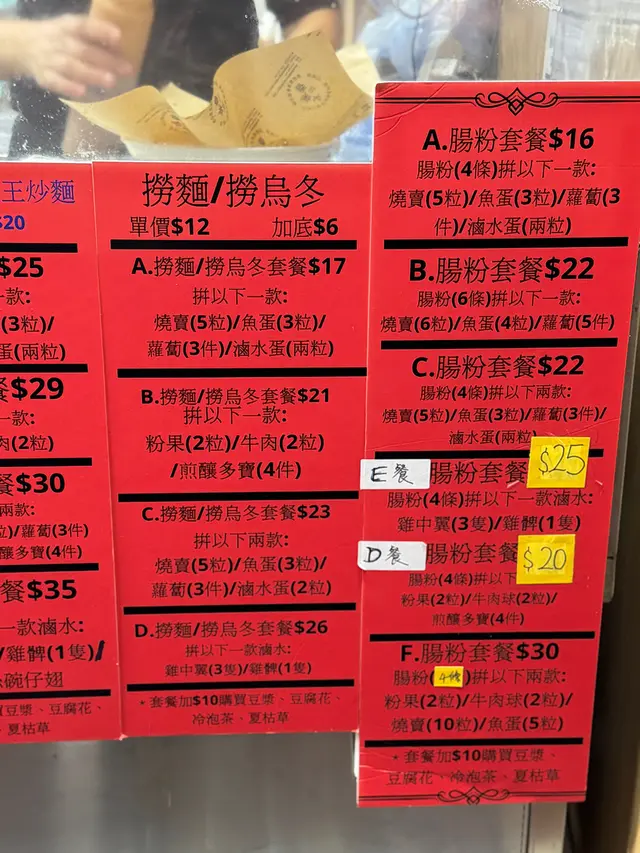 王炒麵
$20
$25
一款:
(3粒)/
蛋(兩粒)
餐$29
肉(2粒)
餐$30
兩款:
粒)/蘿蔔(3件)
釀多寶(4件)
餐$35
一款滷水:
/雞髀(1隻)/
碗仔翅
買豆漿、豆腐花、
、夏枯草
撈麵/撈烏冬
單價$12 加底$6
A.撈麵/撈烏冬套餐$17
拼以下一款:
燒賣(5粒)/魚蛋(3粒)/
蘿蔔(3件)/滷水蛋(兩粒)
B.撈麵/撈烏冬套餐$21
拼以下一款:
粉果(2粒)/牛肉(2粒)
/煎釀多寶(4件)
C.撈麵/撈烏冬套餐$23
拼以下兩款:
燒賣(5粒)/魚蛋(3粒)/
蘿蔔(3件)/滷水蛋(2粒)
D.撈麵/撈烏冬套餐$26
拼以下一款滷水:
雞中翼(3隻)/雞髀(1隻)
*套餐加$10購買豆漿、豆腐花、
冷泡茶、夏枯草
A.腸粉套餐$16
腸粉(4條)拼以下一款:
燒賣(5粒)/魚蛋(3粒)/蘿蔔(3
件)/滷水蛋(兩粒)
B.腸粉套餐$22
腸粉(6條)拼以下一款:
燒賣(6粒)/魚蛋(4粒)/蘿蔔(5件)
C.腸粉套餐$22
腸粉(4條)拼以下兩款:
燒賣(5粒)/魚蛋(3粒)/蘿蔔(3件)/
滷水蛋(兩粒)
E餐 腸粉套餐 $25
腸粉(4條)拼以下一款滷水:
雞中翼(3隻)/雞髀(1隻)
D餐 腸粉套餐 $20
腸粉(4條)拼以下
粉果(2粒)/牛肉球(2粒)/
煎釀多寶(4件)
F.腸粉套餐$30
腸粉(4條)拼以下兩款:
粉果(2粒)/牛肉球(2粒)/
燒賣(10粒)/魚蛋(5粒)
*套餐加$10購買豆漿、
豆腐花、冷泡茶、夏枯草